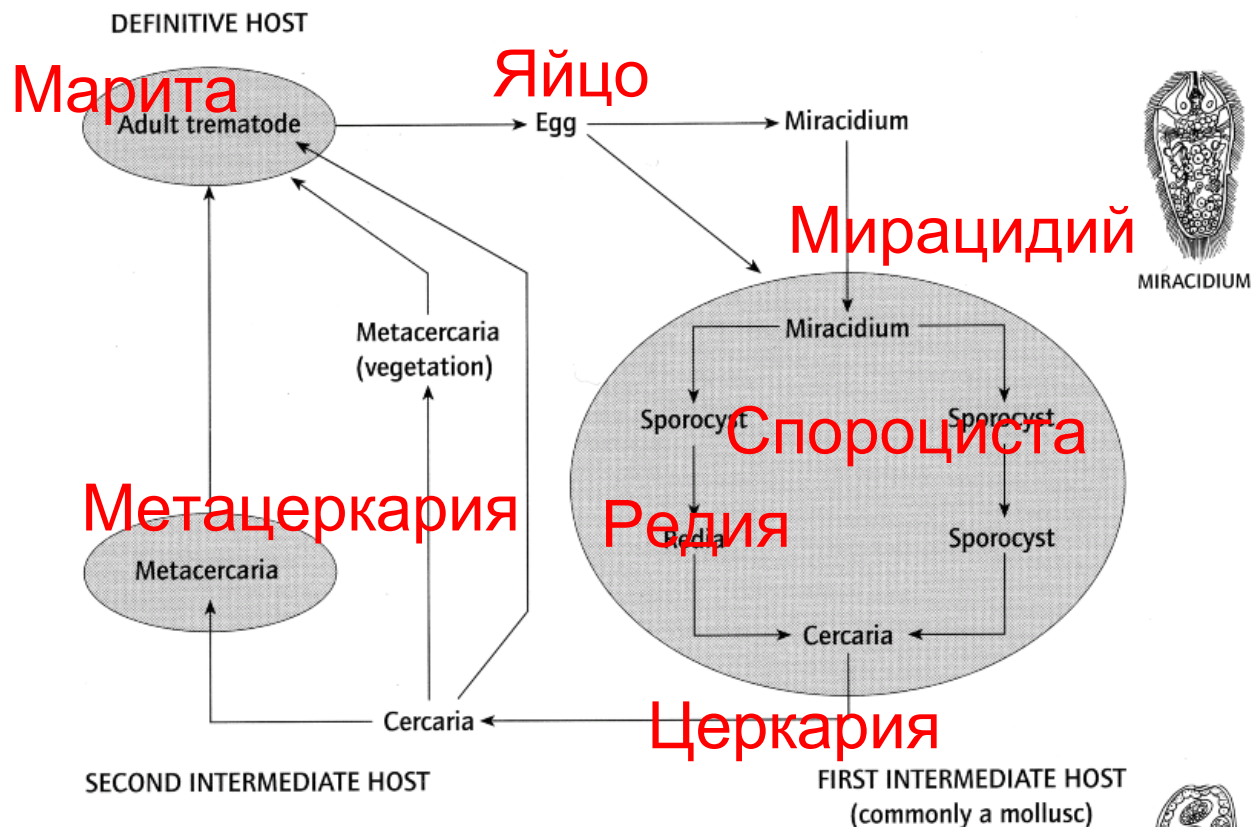 DEFINITIVE HOST
Марита
Adult trematode
Яйцо
Egg
Miracidium
Мирацидий
MIRACIDIUM
Metacercaria
(vegetation)
Miracidium
Sporocyst
Sporocyst
Спороциста
Метацеркария
Metacercaria
Редия
Redia
Sporocyst
Cercaria
Cercaria
Церкария
SECOND INTERMEDIATE HOST
FIRST INTERMEDIATE HOST
(commonly a mollusc)